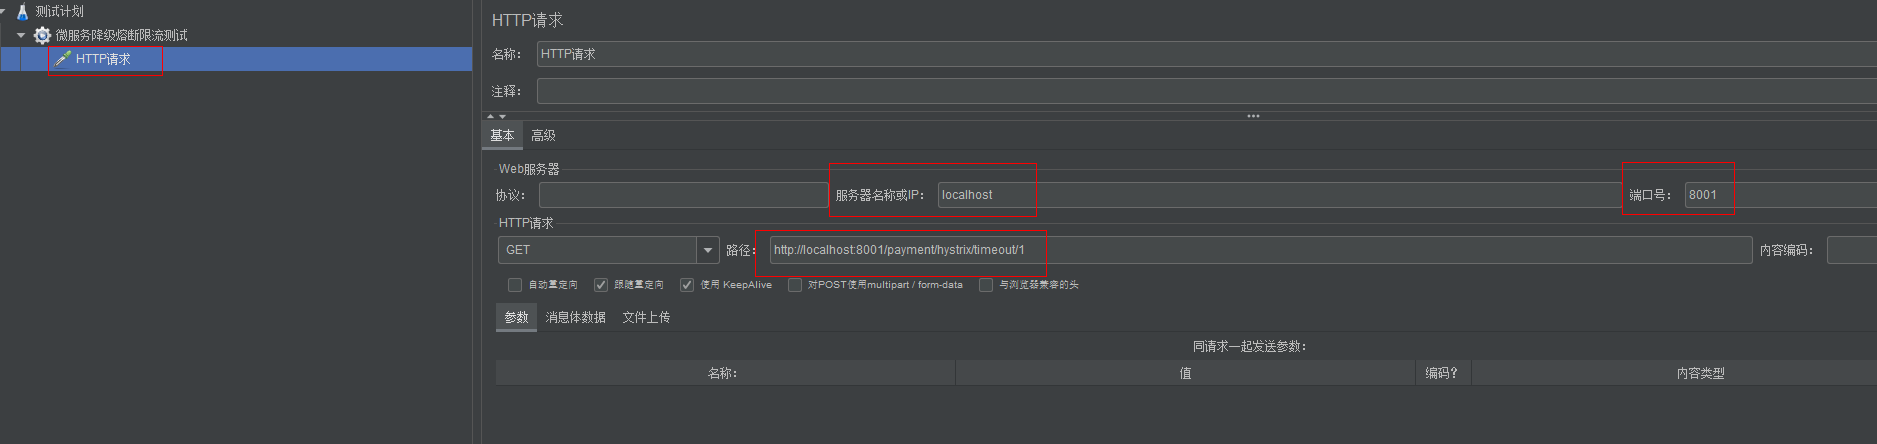 测试计划
微服务降级熔断限流测试
HTTP请求
HTTP请求
名称： HTTP请求
注释：
基本 高级
Web服务器
协议： 服务器名称或IP： localhost 端口号： 8001
HTTP请求
GET 路径： http://localhost:8001/payment/hystrix/timeout/1 内容编码：
自动重定向 跟随重定向 使用 KeepAlive 对POST使用multipart / form-data 与浏览器兼容的头
参数 消息体数据 文件上传
同请求一起发送参数：
名称： 值 编码？ 内容类型